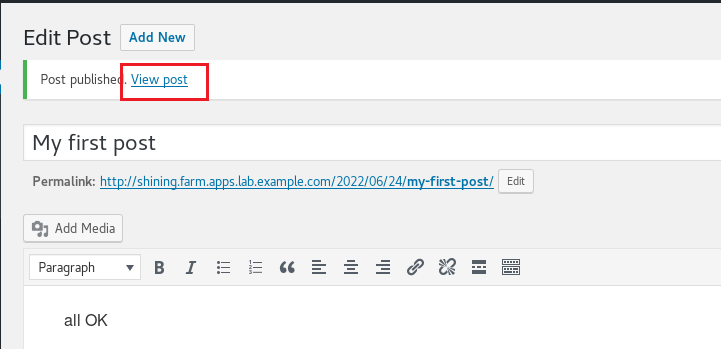 Edit Post Add New
Post published. View post
My first post
Permalink: http://shining.farm.apps.lab.example.com/2022/06/24/my-first-post/ Edit
Add Media
Paragraph B I
all OK